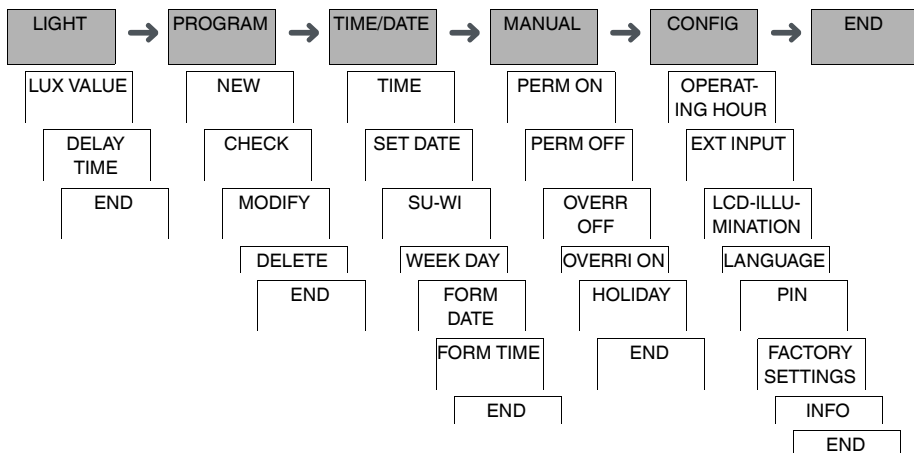 LIGHT
PROGRAM
TIME/DATE
MANUAL
CONFIG
END
LUX VALUE
DELAY
TIME
END
NEW
CHECK
MODIFY
DELETE
END
TIME
SET DATE
SU-WI
WEEK DAY
FORM
DATE
FORM TIME
END
PERM ON
PERM OFF
OVERR
OFF
OVERRI ON
HOLIDAY
END
OPERAT-
ING HOUR
EXT INPUT
LCD-ILLU-
MINATION
LANGUAGE
PIN
FACTORY
SETTINGS
INFO
END